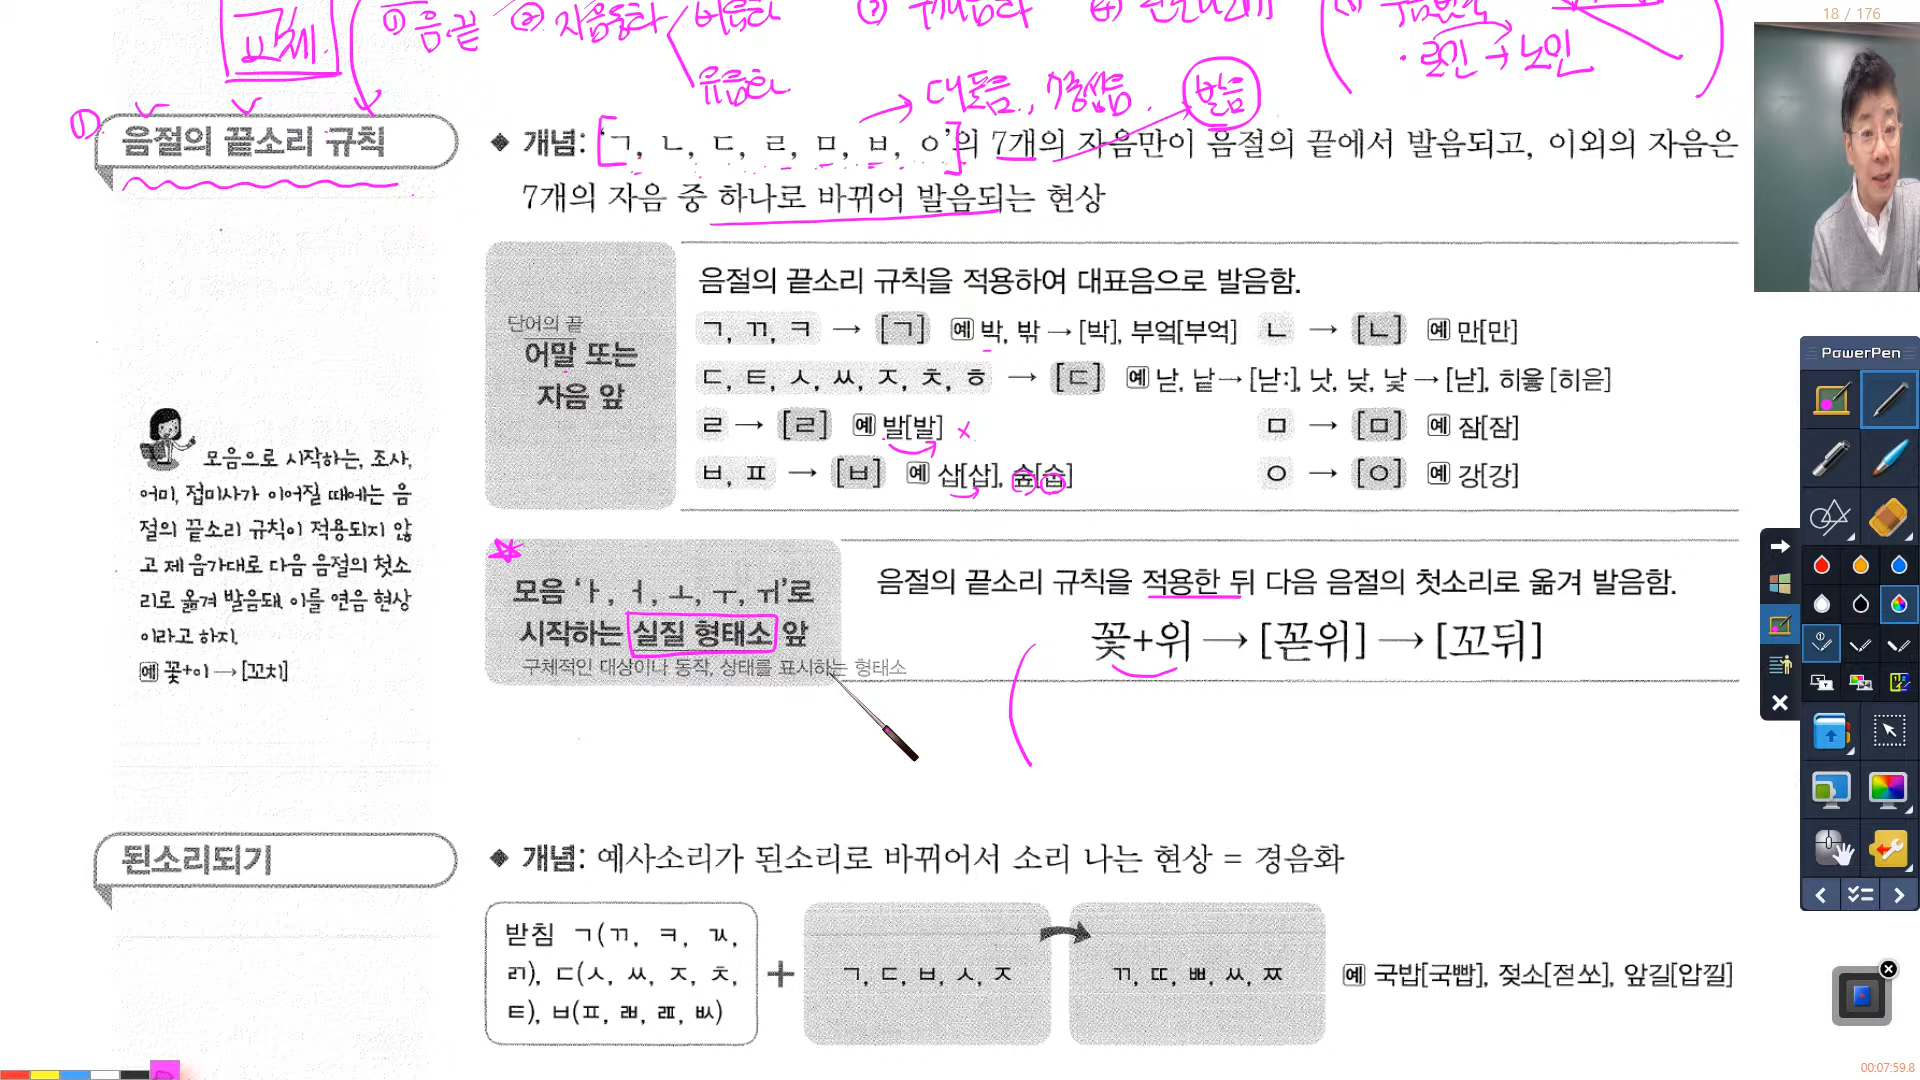 18 / 176
교체
① 음.끝 ② 자음동화 비음화
유음화
· 로인 → 노인
대표음, 발음
①
음절의 끝소리 규칙
◆ 개념: 'ㄱ, ㄴ, ㄷ, ㄹ, ㅁ, ㅂ, ㅇ'의 7개의 자음만이 음절의 끝에서 발음되고, 이외의 자음은
7개의 자음 중 하나로 바뀌어 발음되는 현상
단어의 끝
어말 또는
자음 앞
음절의 끝소리 규칙을 적용하여 대표음으로 발음함.
ㄱ, ㄲ, ㅋ → [ㄱ] 예 박, 밖 → [박], 부엌[부억] ㄴ → [ㄴ] 예 만[만]
ㄷ, ㅌ, ㅅ, ㅆ, ㅈ, ㅊ, ㅎ → [ㄷ] 예 낟, 낱→ [낟ː], 낫, 낮, 낯 → [낟], 히읗 [히읃]
ㄹ → [ㄹ] 예 발[발] × ㅁ → [ㅁ] 예 잠[잠]
ㅂ, ㅍ → [ㅂ] 예 삽[삽], 숲[숩] ㅇ → [ㅇ] 예 강[강]
모음으로 시작하는, 조사,
어미, 접미사가 이어질 때에는 음
절의 끝소리 규칙이 적용되지 않
고 제 음가대로 다음 음절의 첫소
리로 옮겨 발음돼. 이를 연음 현상
이라고 하지.
예 꽃+이 → [꼬치]
모음 'ㅏ, ㅓ, ㅗ, ㅜ, ㅟ'로
시작하는 실질 형태소 앞
구체적인 대상이나 동작, 상태를 표시하는 형태소
음절의 끝소리 규칙을 적용한 뒤 다음 음절의 첫소리로 옮겨 발음함.
꽃+위 → [꼳위] → [꼬뒤]
된소리되기
◆ 개념: 예사소리가 된소리로 바뀌어서 소리 나는 현상 = 경음화
받침 ㄱ(ㄲ, ㅋ, ㄳ,
ㄺ), ㄷ(ㅅ, ㅆ, ㅈ, ㅊ,
ㅌ), ㅂ(ㅍ, ㄼ, ㄿ, ㅄ)
+
ㄱ, ㄷ, ㅂ, ㅅ, ㅈ
ㄲ, ㄸ, ㅃ, ㅆ, ㅉ
예 국밥[국빱], 젖소[젇쏘], 앞길[압낄]
PowerPen
00:07:59.8